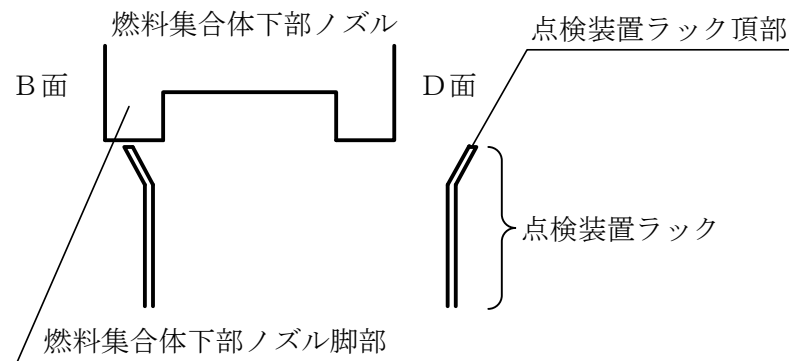 燃料集合体下部ノズル
点検装置ラック頂部
Ｂ面
Ｄ面
点検装置ラック
燃料集合体下部ノズル脚部